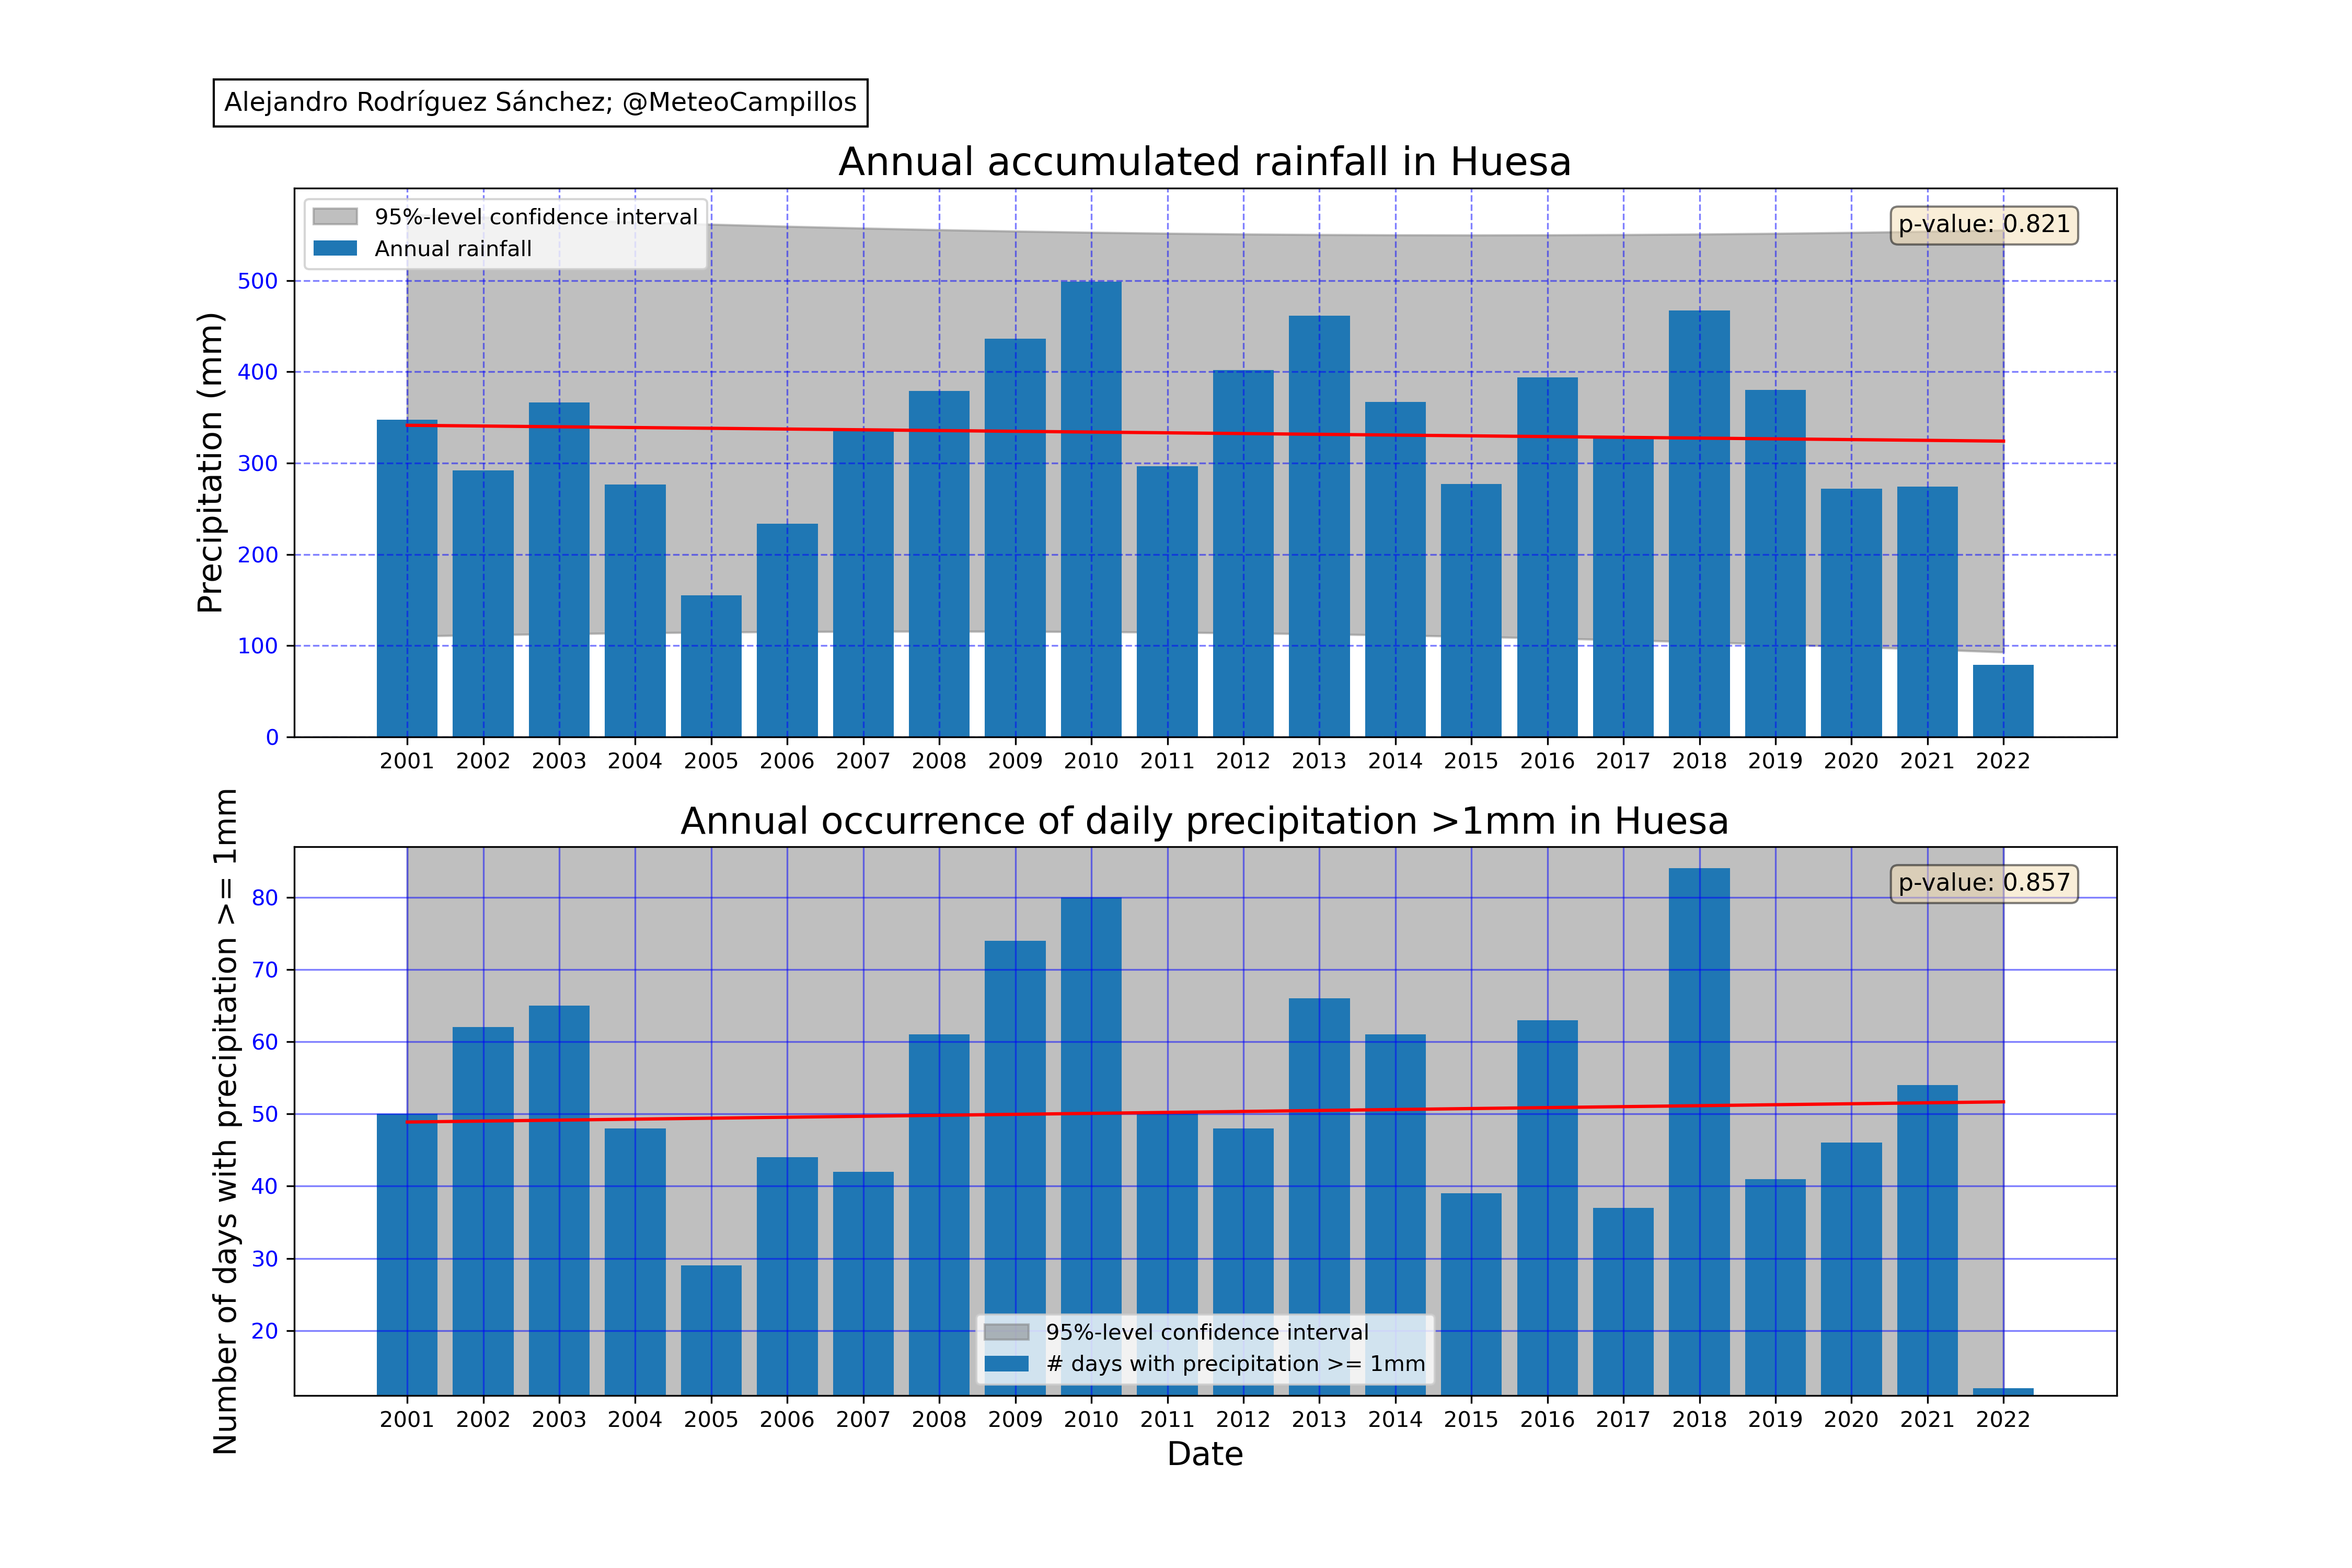 Alejandro Rodríguez Sánchez; @MeteoCampillos
Annual accumulated rainfall in Huesa
95%-level confidence interval
Annual rainfall
p-value: 0.821
Precipitation (mm)
500
400
300
200
100
0
2001 2002 2003 2004 2005 2006 2007 2008 2009 2010 2011 2012 2013 2014 2015 2016 2017 2018 2019 2020 2021 2022
Annual occurrence of daily precipitation >1mm in Huesa
p-value: 0.857
Number of days with precipitation >= 1mm
80
70
60
50
40
30
20
95%-level confidence interval
# days with precipitation >= 1mm
2001 2002 2003 2004 2005 2006 2007 2008 2009 2010 2011 2012 2013 2014 2015 2016 2017 2018 2019 2020 2021 2022
Date